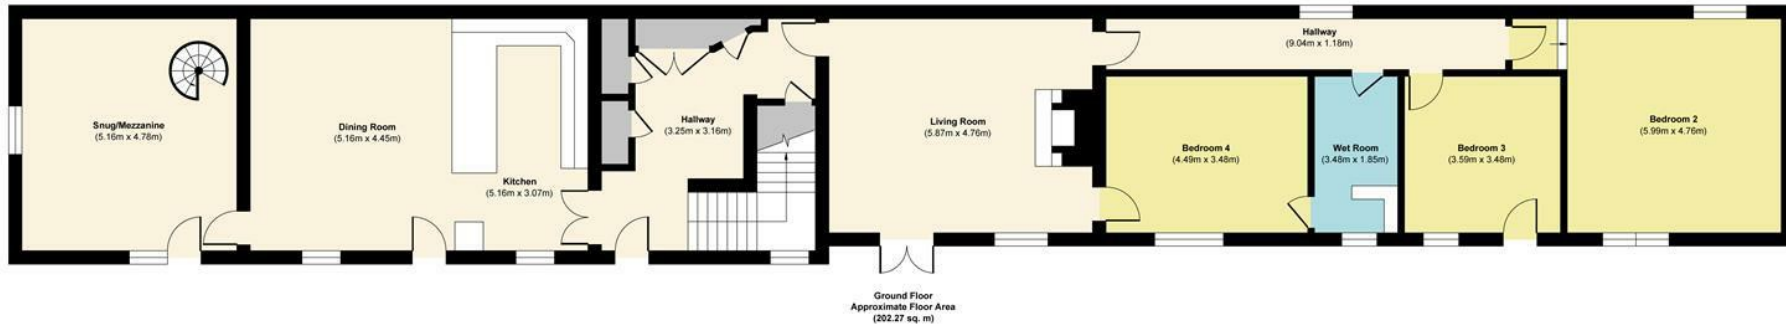 Snug/Mezzanine
(5.16m x 4.78m)
Dining Room
(5.16m x 4.45m)
Kitchen
(5.16m x 3.07m)
Hallway
(3.25m x 3.16m)
Living Room
(5.87m x 4.76m)
Hallway
(9.04m x 1.18m)
Bedroom 4
(4.49m x 3.48m)
Wet Room
(3.48m x 1.85m)
Bedroom 3
(3.59m x 3.48m)
Bedroom 2
(5.99m x 4.76m)
Ground Floor
Approximate Floor Area
(202.27 sq. m)